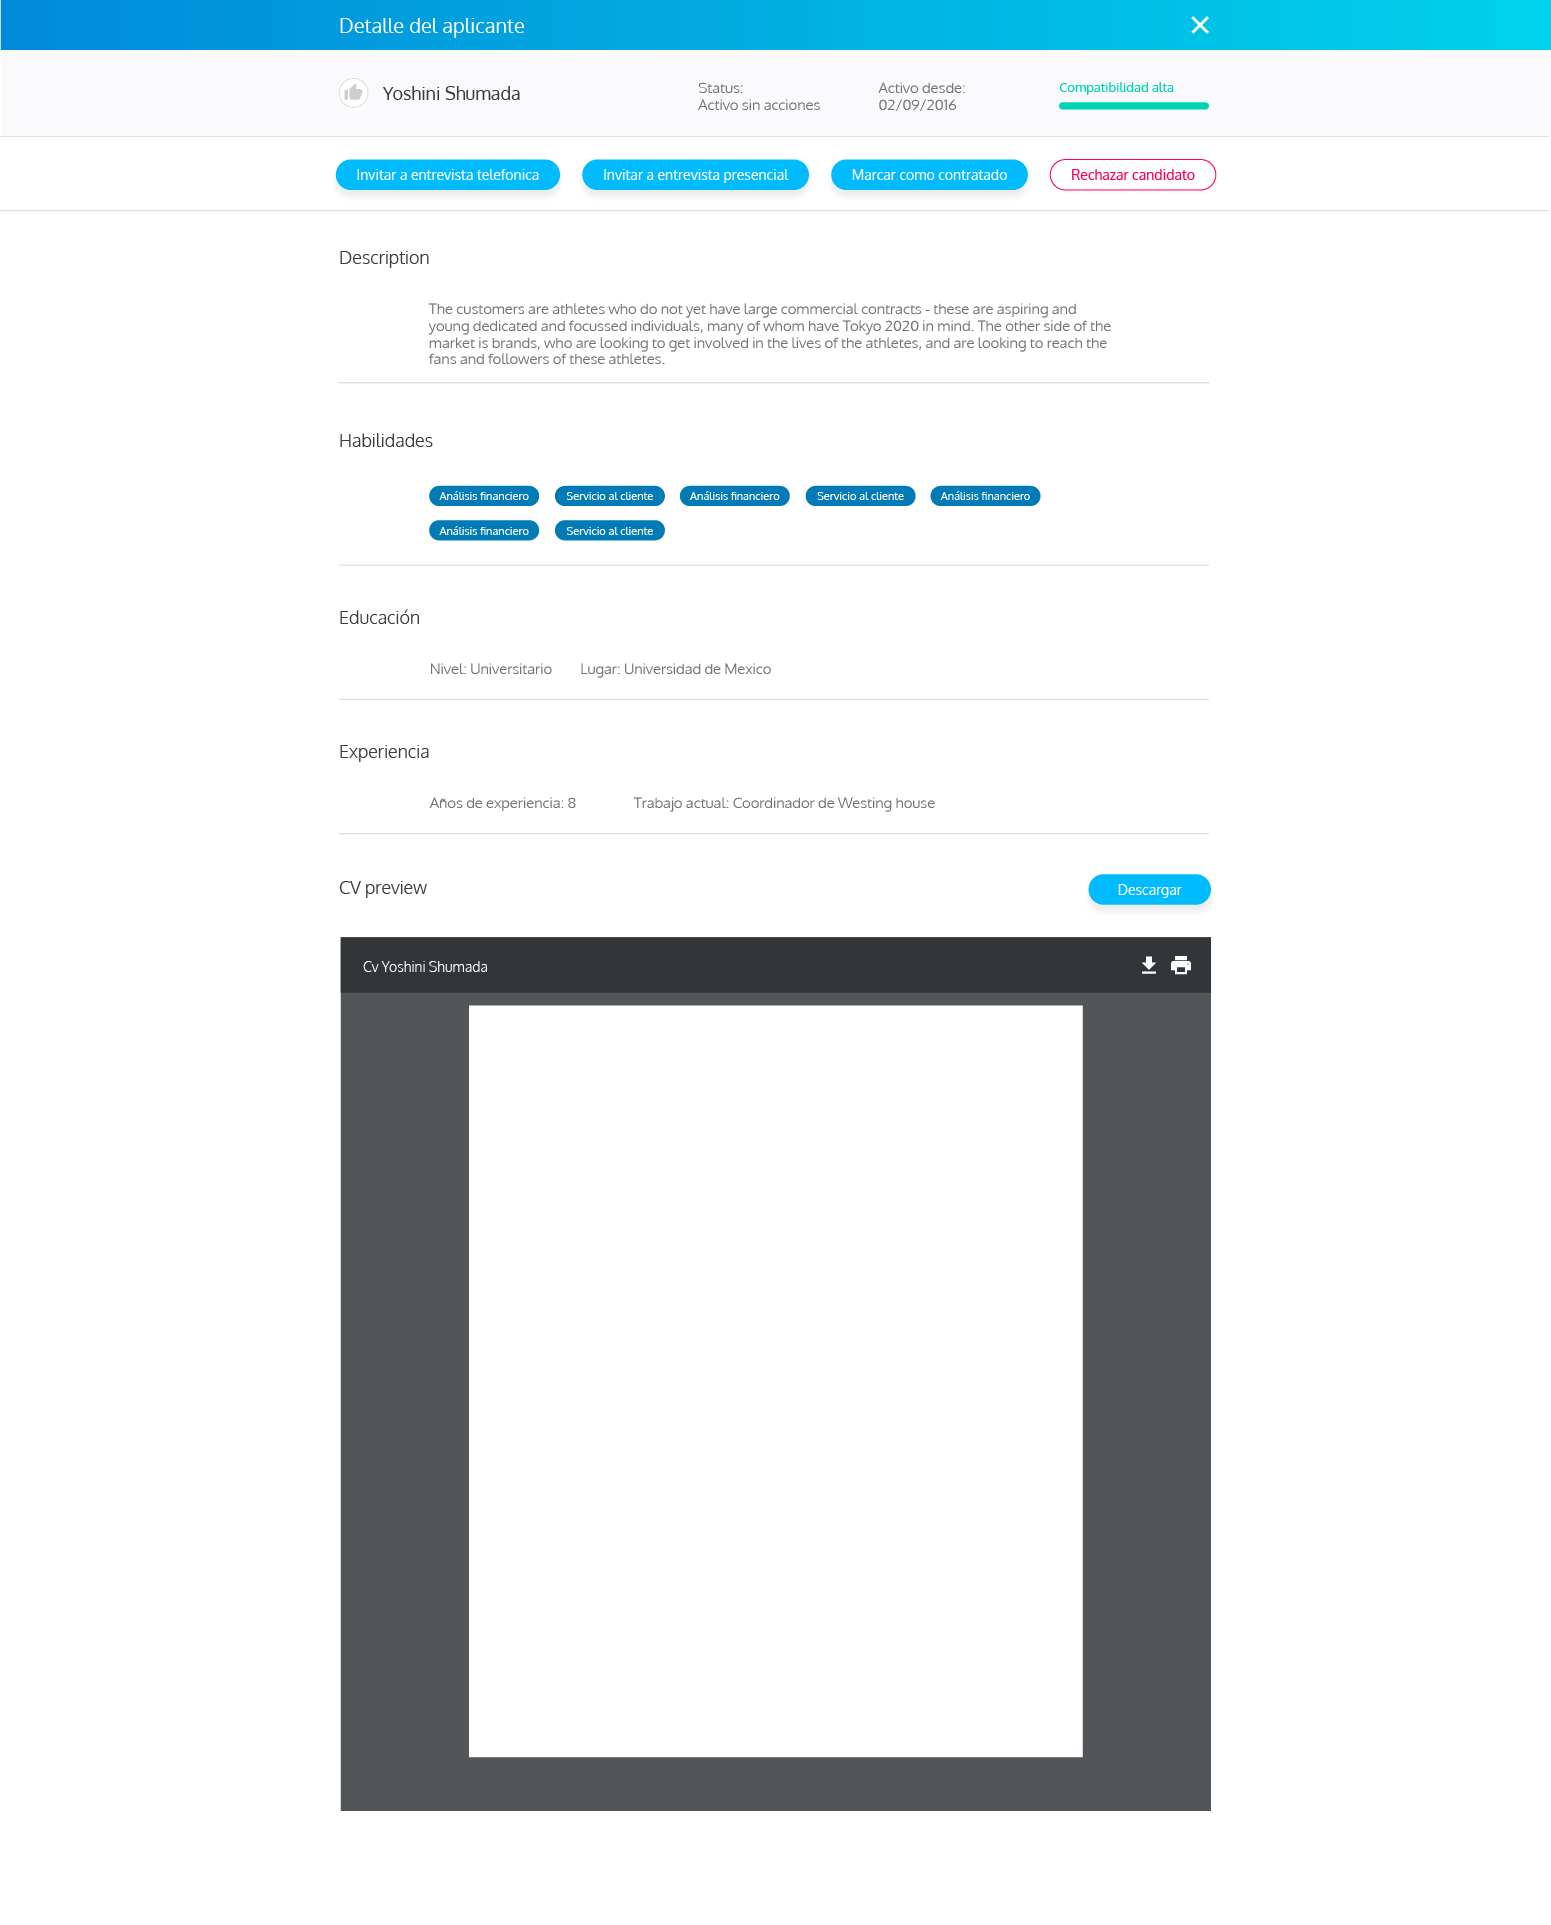 Detalle del aplicante
Yoshini Shumada
Status:
Activo sin acciones
Activo desde:
02/09/2016
Compatibilidad alta
Invitar a entrevista telefonica
Invitar a entrevista presencial
Marcar como contratado
Rechazar candidato
Description
The customers are athletes who do not yet have large commercial contracts - these are aspiring and
young dedicated and focussed individuals, many of whom have Tokyo 2020 in mind. The other side of the
market is brands, who are looking to get involved in the lives of the athletes, and are looking to reach the
fans and followers of these athletes.
Habilidades
Análisis financiero Servicio al cliente Análisis financiero Servicio al cliente Análisis financiero
Análisis financiero Servicio al cliente
Educación
Nivel: Universitario Lugar: Universidad de Mexico
Experiencia
Años de experiencia: 8 Trabajo actual: Coordinador de Westing house
CV preview
Descargar
Cv Yoshini Shumada